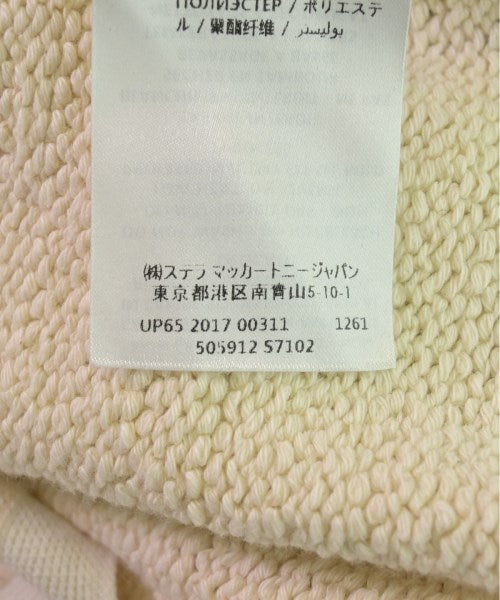 ПОЛИЭСТЕР / ポリエステ
ル / 聚酯纤维 / بوليستر
(株)ステラ マッカートニージャパン
東京都港区南青山5-10-1
UP65 2017 00311 1261
505912 57102